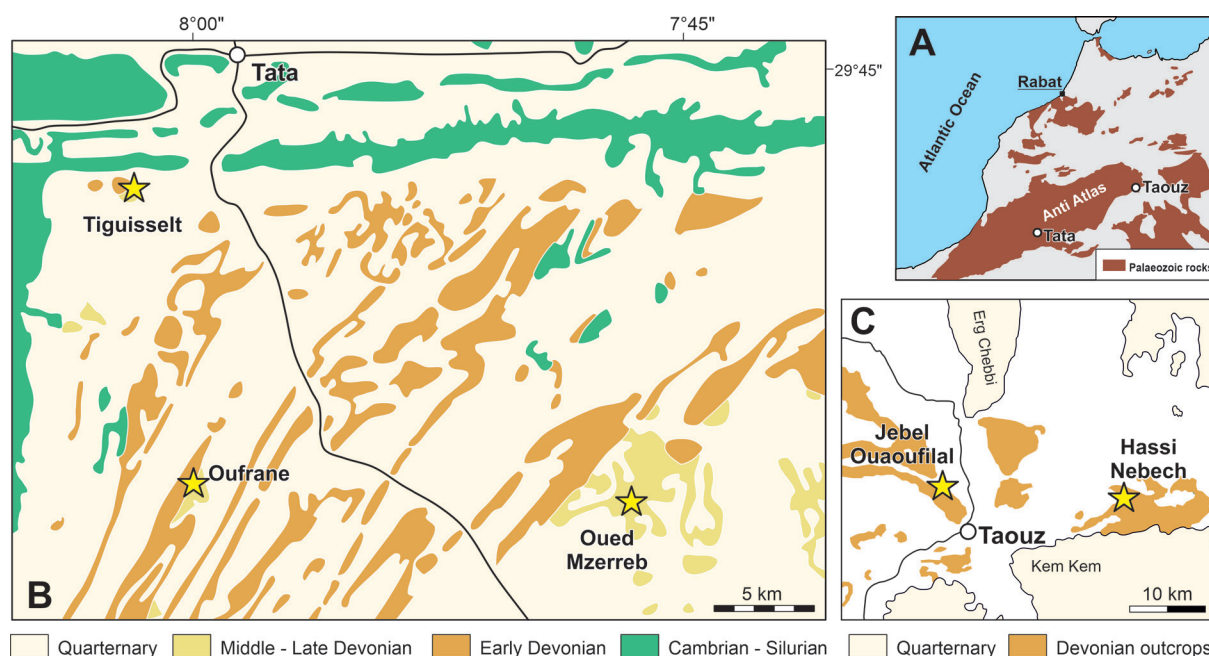 8°00"
7°45"
29°45"
Tata
Tiguisselt
Oufrane
Oued
Mzerreb
B
5 km
Quarternary
Middle - Late Devonian
Early Devonian
Cambrian - Silurian
A
Atlantic Ocean
Rabat
Taouz
Anti Atlas
Tata
Palaeozoic rocks
C
Erg Chebbi
Jebel
Ouaoufilal
Hassi
Nebech
Taouz
Kem Kem
10 km
Quarternary
Devonian outcrops